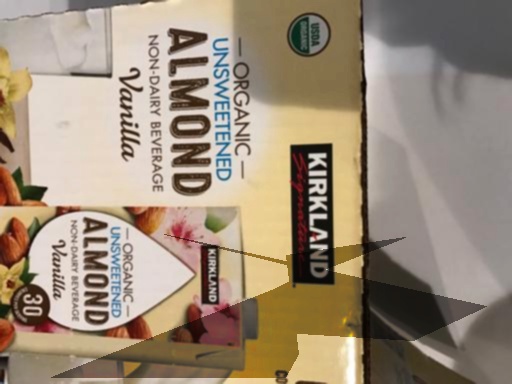 USDA
ORGANIC
KIRKLAND
Signature
ORGANIC
UNSWEETENED
ALMOND
NON-DAIRY BEVERAGE
Vanilla
KIRKLAND
ORGANIC
UNSWEETENED
ALMOND
NON-DAIRY BEVERAGE
Vanilla
30